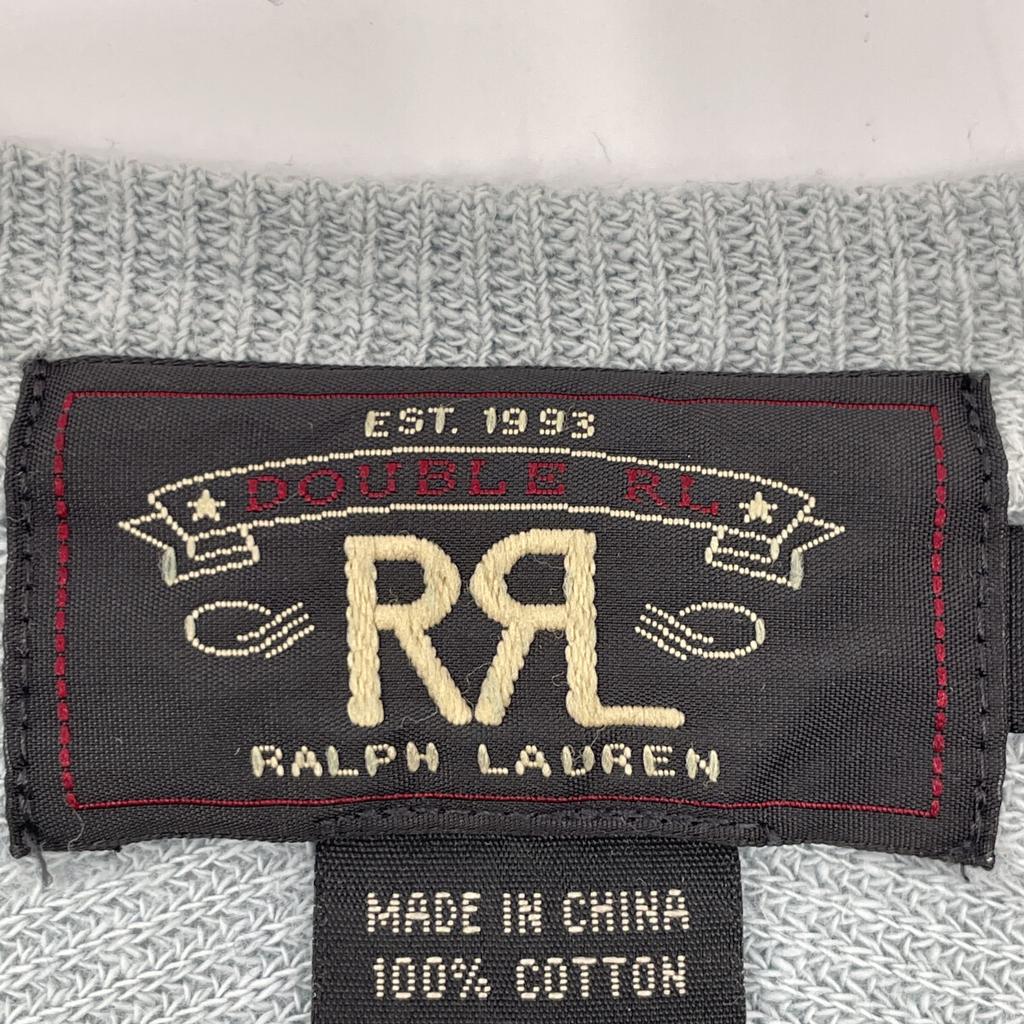 EST. 1993
DOUBLE RL
RRL
RALPH LAUREN
MADE IN CHINA
100% COTTON